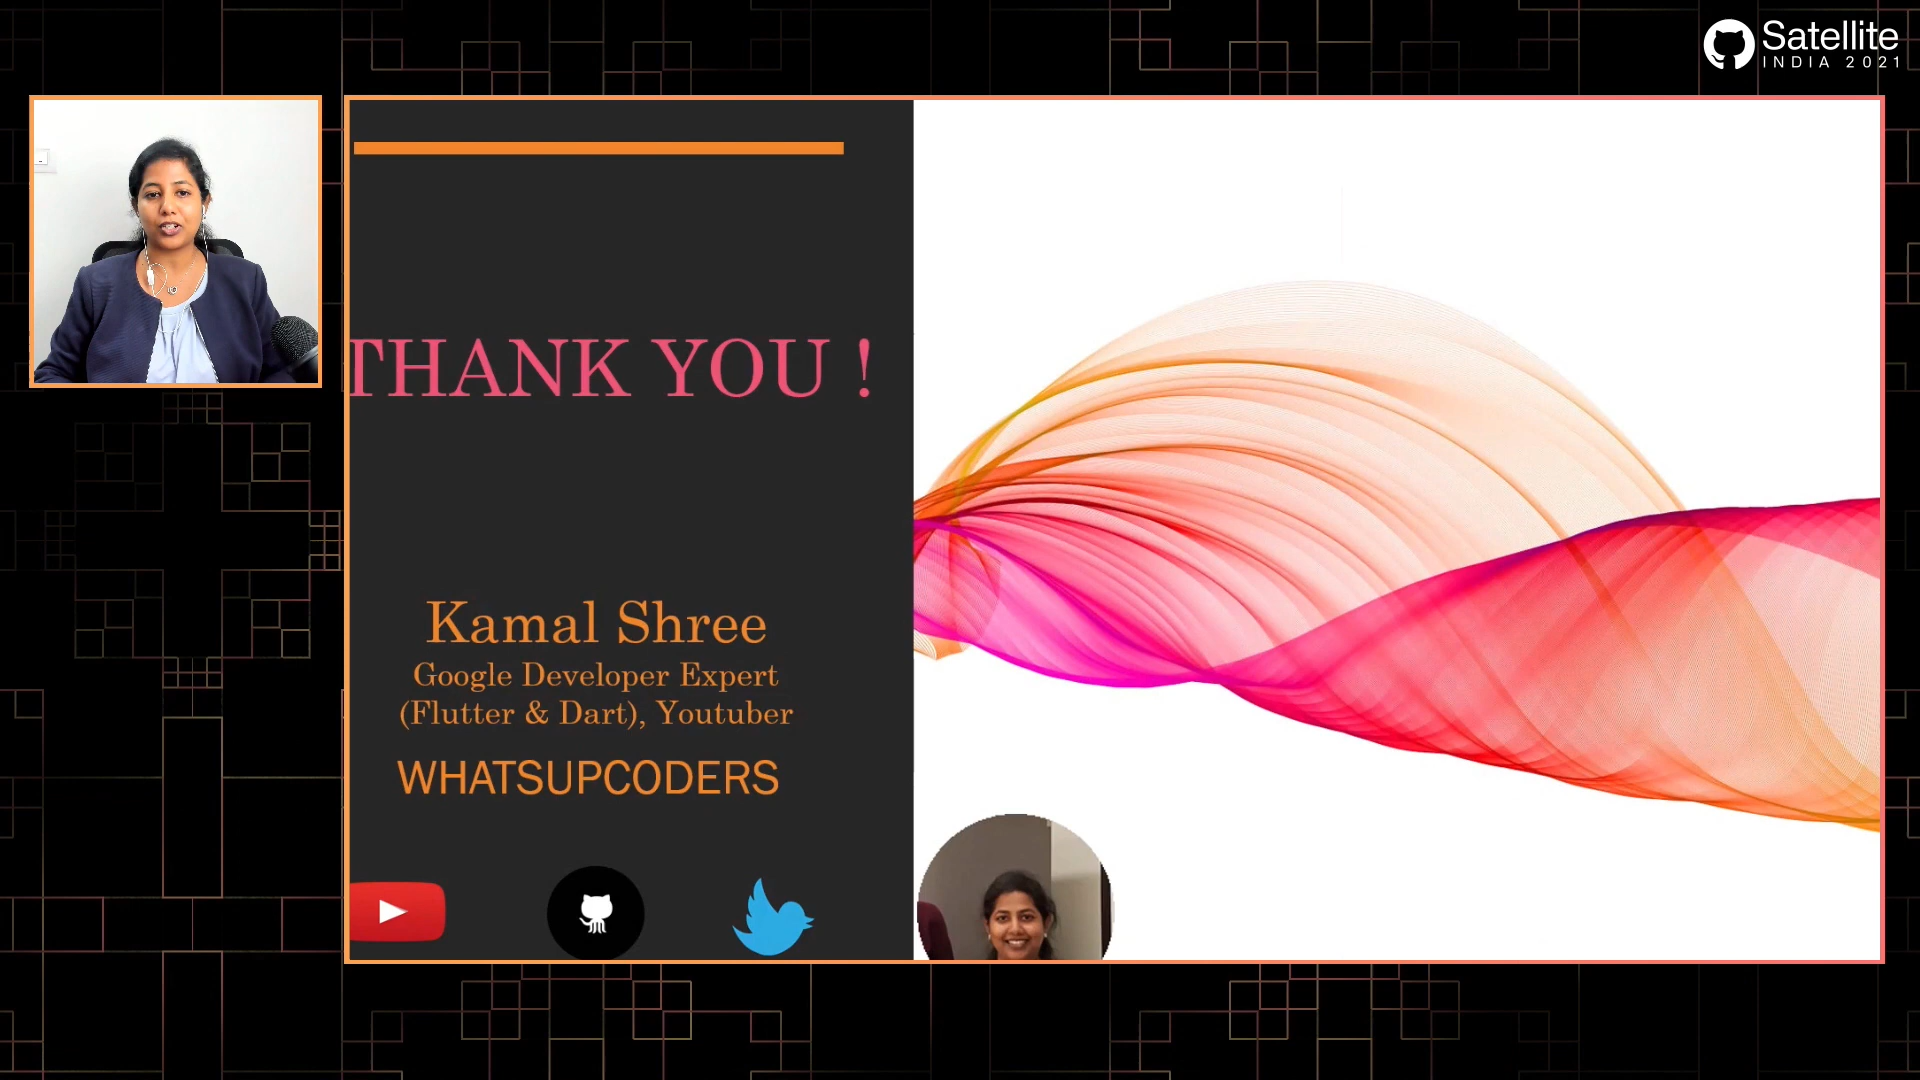 Satellite
INDIA 2021
THANK YOU !
Kamal Shree
Google Developer Expert
(Flutter & Dart), Youtuber
WHATSUPCODERS